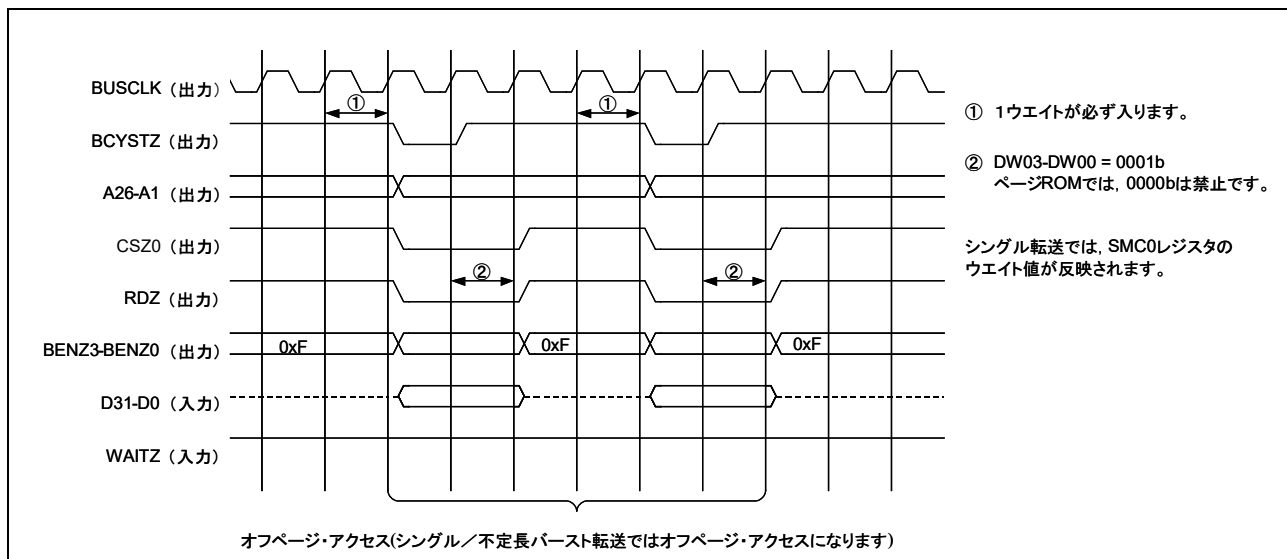 BUSCLK (出力)
①
①
BCYSTZ (出力)
A26-A1 (出力)
CSZ0 (出力)
②
②
RDZ (出力)
BENZ3-BENZ0 (出力)
0xF
0xF
0xF
D31-D0 (入力)
WAITZ (入力)
① 1ウエイトが必ず入ります。
② DW03-DW00 = 0001b
ページROMでは, 0000bは禁止です。
シングル転送では, SMC0レジスタの
ウエイト値が反映されます。
オフページ・アクセス(シングル／不定長バースト転送ではオフページ・アクセスになります)